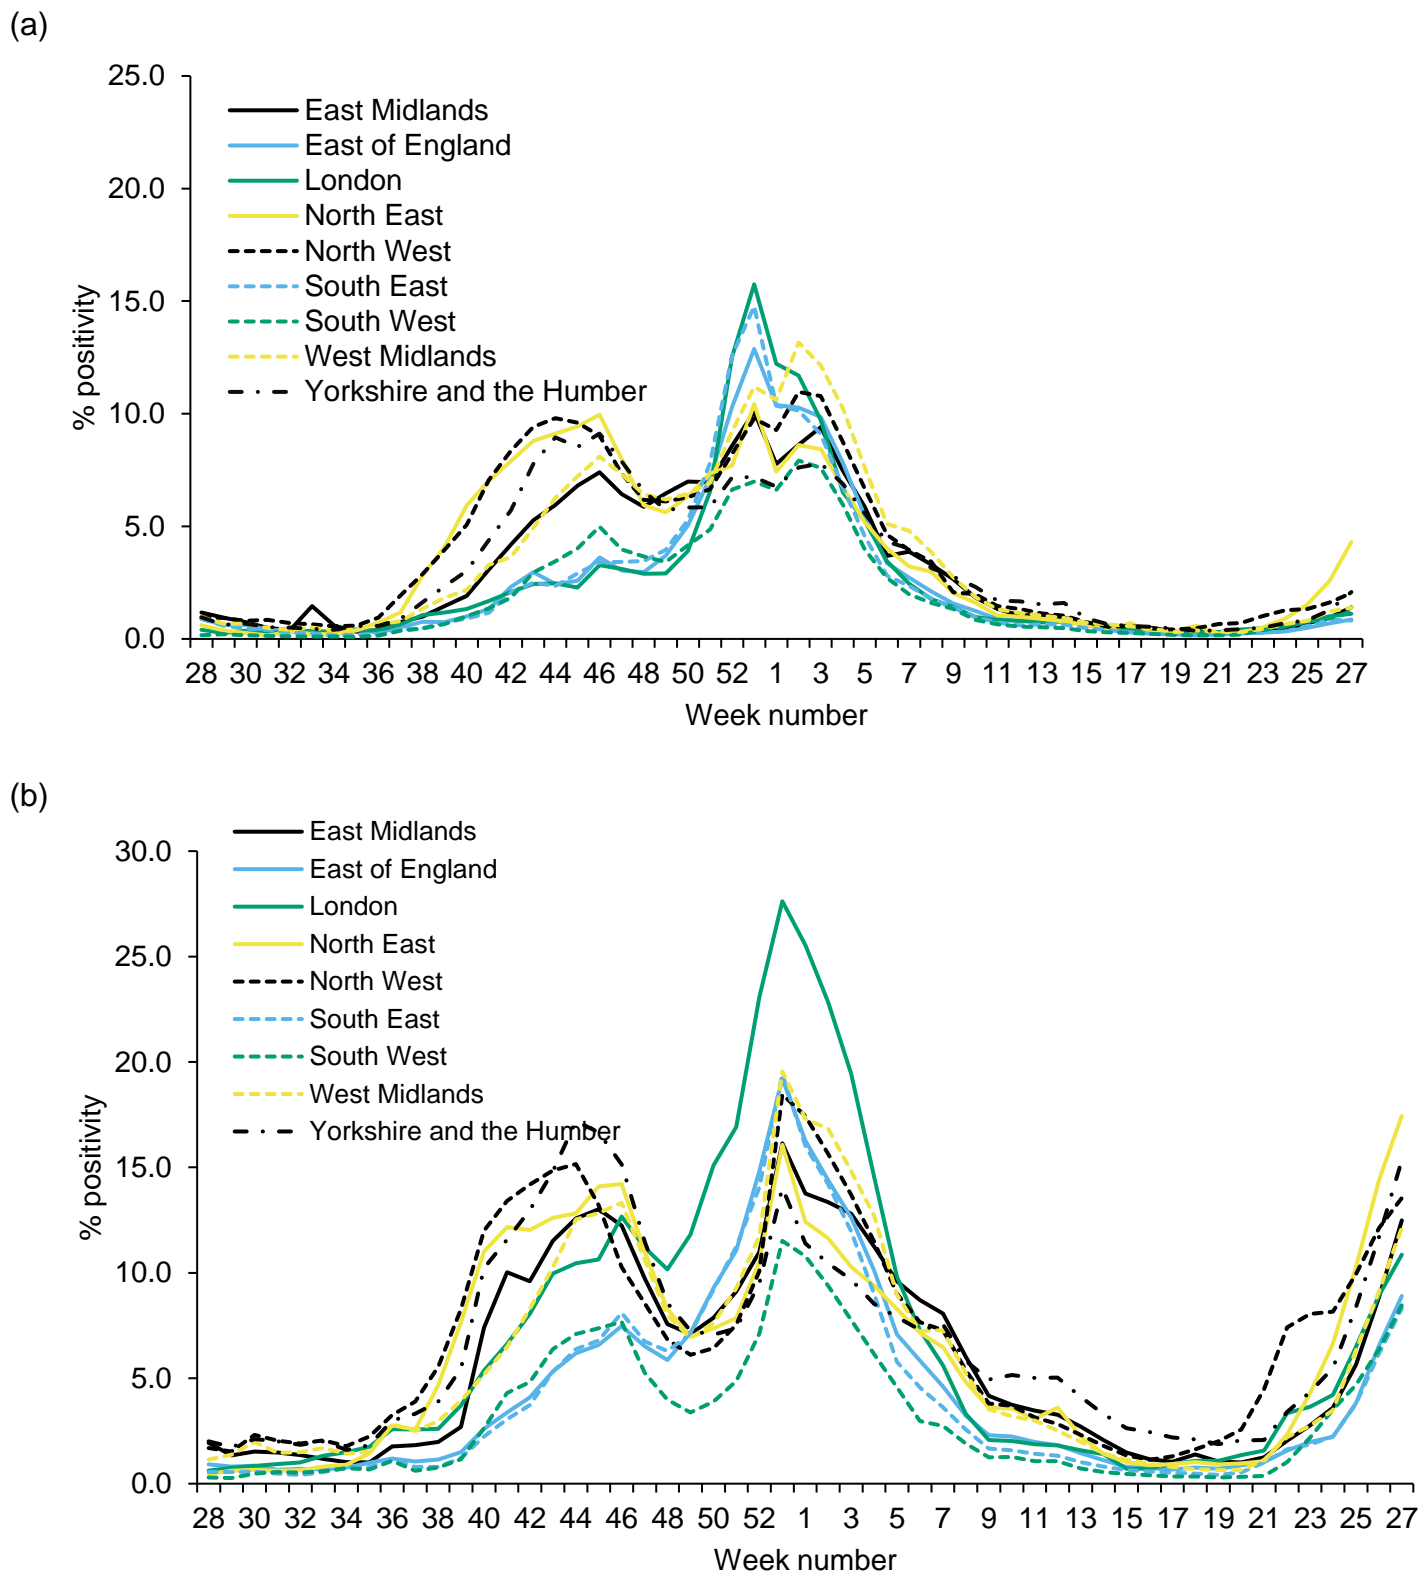 (a)
25.0
20.0
15.0
10.0
5.0
0.0
% positivity
East Midlands
East of England
London
North East
North West
South East
South West
West Midlands
Yorkshire and the Humber
28 30 32 34 36 38 40 42 44 46 48 50 52 1 3 5 7 9 11 13 15 17 19 21 23 25 27
Week number
(b)
30.0
25.0
20.0
15.0
10.0
5.0
0.0
% positivity
East Midlands
East of England
London
North East
North West
South East
South West
West Midlands
Yorkshire and the Humber
28 30 32 34 36 38 40 42 44 46 48 50 52 1 3 5 7 9 11 13 15 17 19 21 23 25 27
Week number